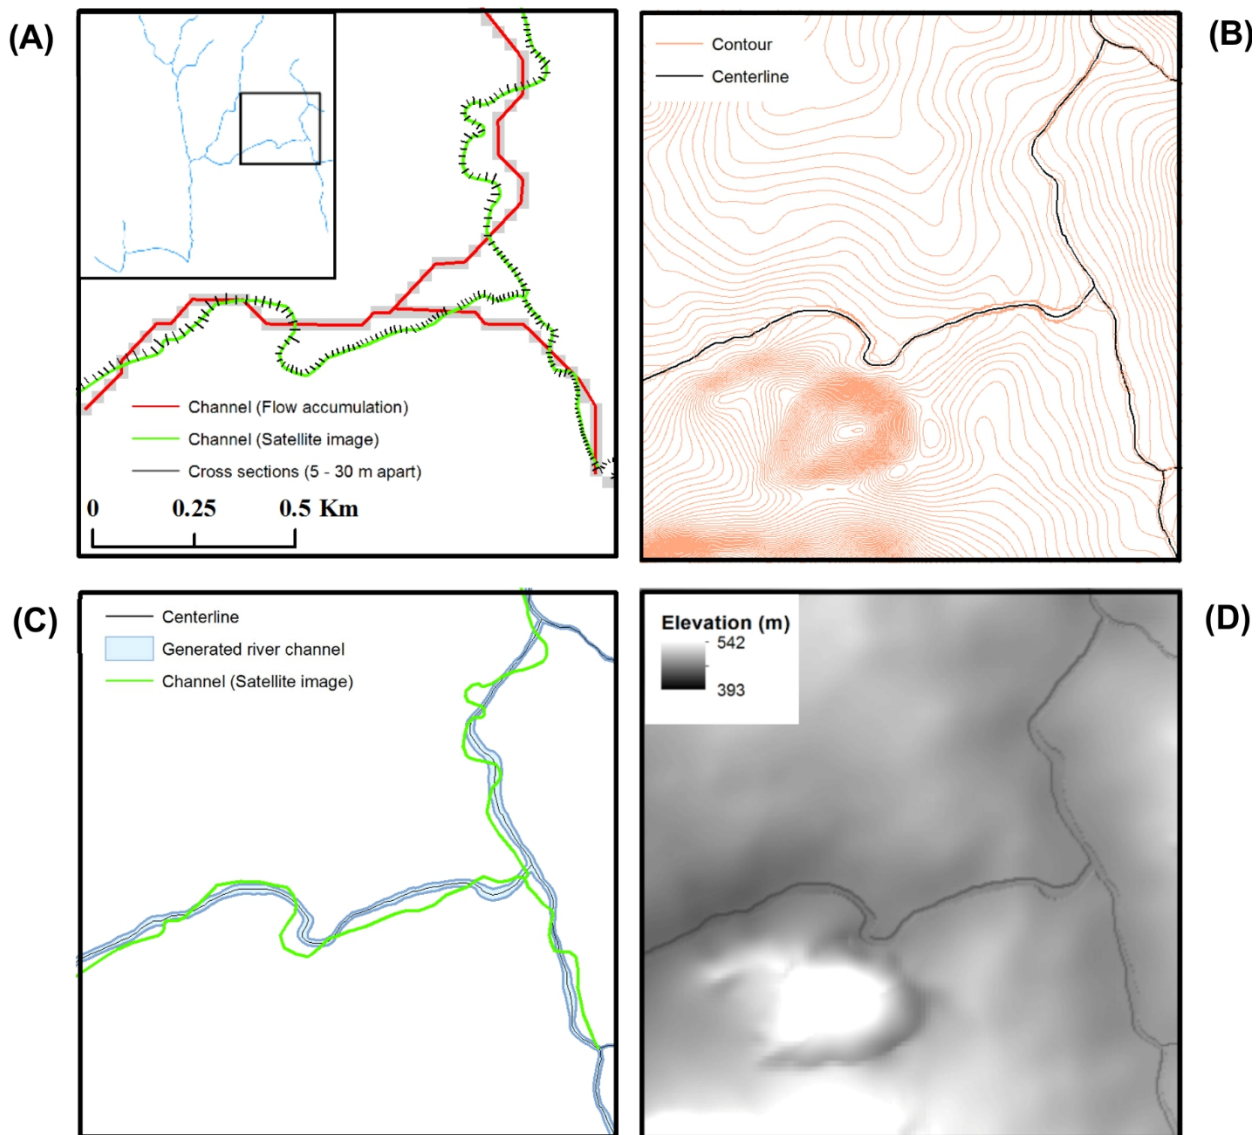 (A)
Channel (Flow accumulation)
Channel (Satellite image)
Cross sections (5 - 30 m apart)
0 0.25 0.5 Km
(B)
Contour
Centerline
(C)
Centerline
Generated river channel
Channel (Satellite image)
(D)
Elevation (m)
542
393